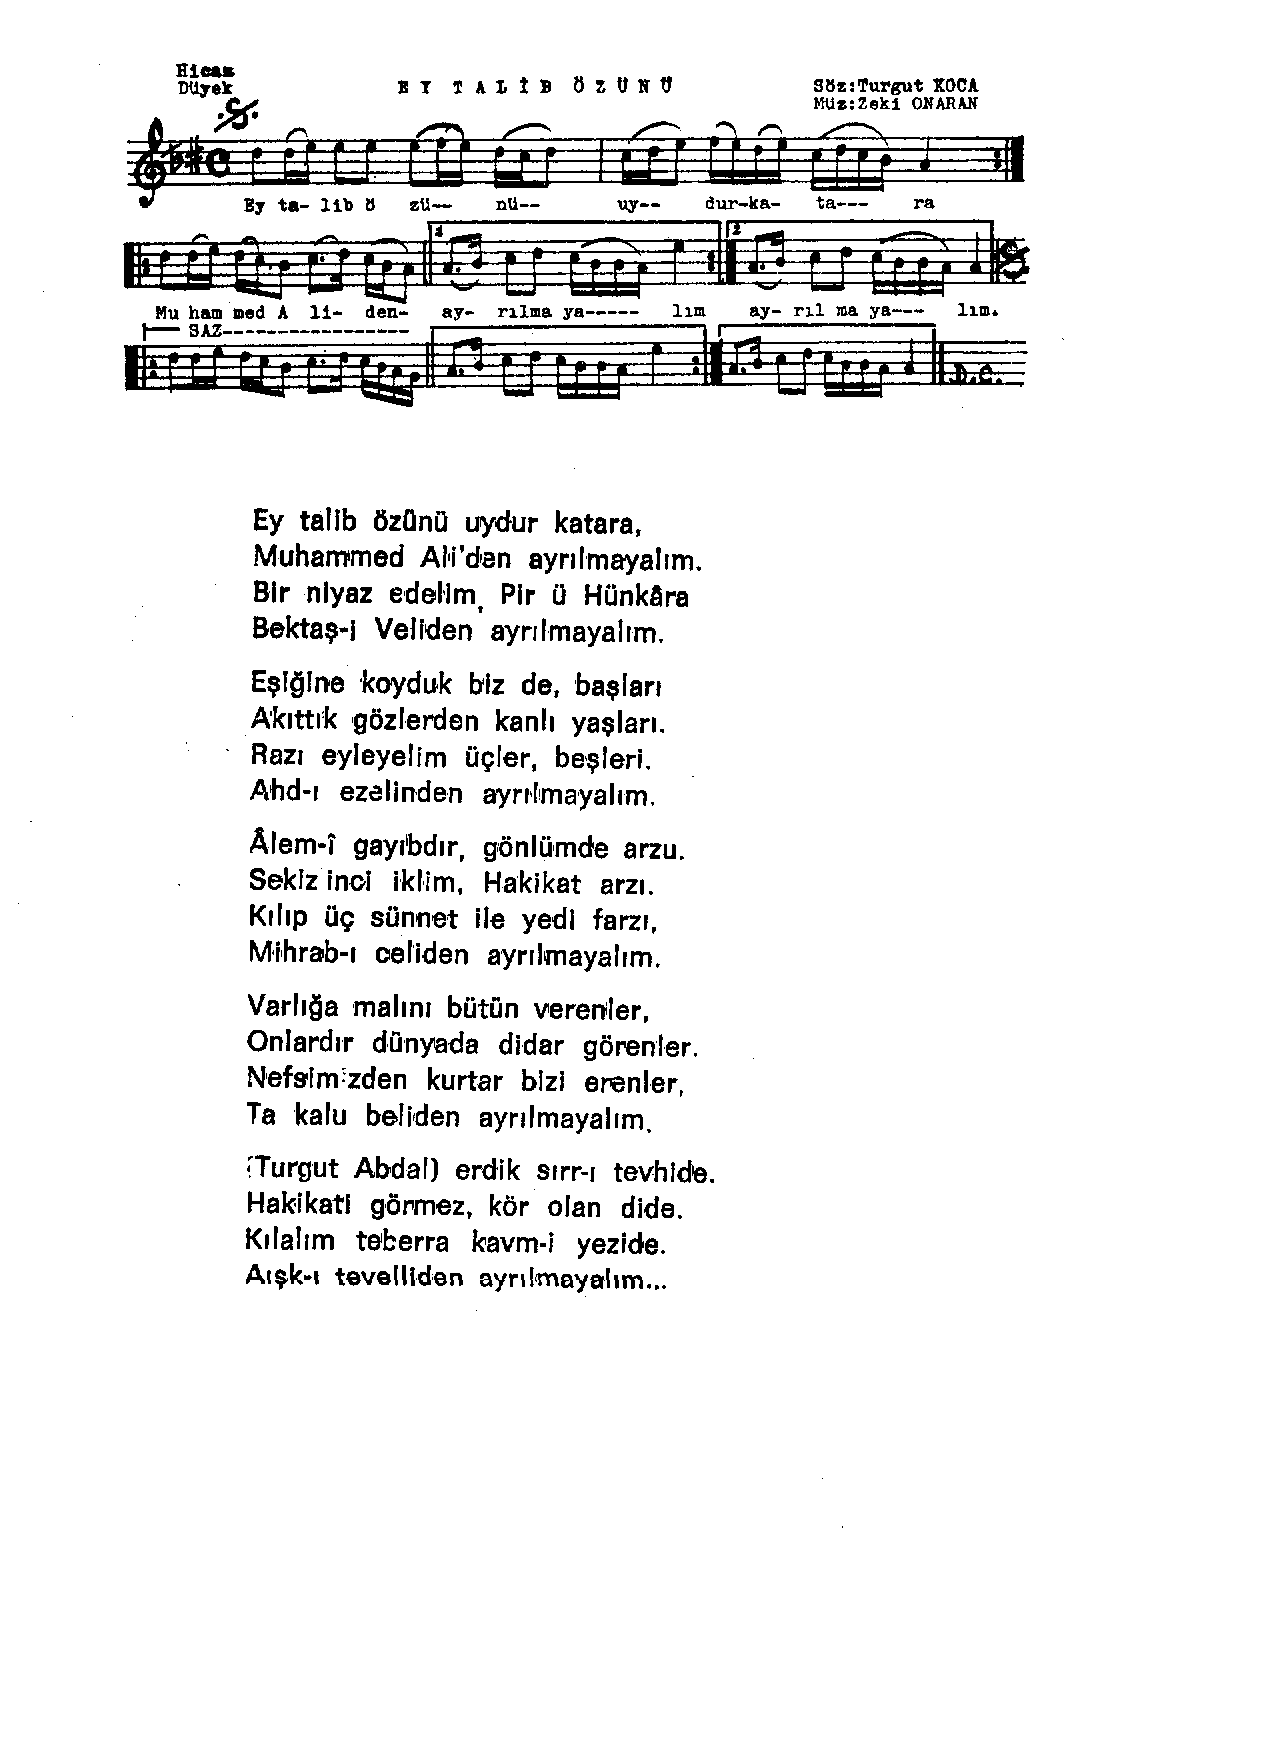 Hicaz
Düyek
EY TALİB ÖZÜNÜ
Söz:Turgut KOCA
Müz:Zeki ONARAN
Ey ta- lib ö zü-- nü-- uy-- dur-ka- ta--- ra
1 2
Mu ham med A li- den- ay- rılma ya----- lım ay- rıl ma ya--- lım.
SAZ-----------------
D.C.
Ey talib özünü uydur katara,
Muhammed Ali'den ayrılmayalım.
Bir niyaz edelim, Pir ü Hünkâra
Bektaş-i Veliden ayrılmayalım.
Eşiğine koyduk biz de, başları
Akıttık gözlerden kanlı yaşları.
Razı eyleyelim üçler, beşleri.
Ahd-ı ezelinden ayrılmayalım.
Âlem-î gayıbdır, gönlümde arzu.
Sekiz inci iklim, Hakikat arzı.
Kılıp üç sünnet ile yedi farzı,
Mihrab-ı celiden ayrılmayalım.
Varlığa malını bütün verenler,
Onlardır dünyada didar görenler.
Nefsimizden kurtar bizi erenler,
Ta kalu beliden ayrılmayalım.
(Turgut Abdal) erdik sırr-ı tevhide.
Hakikati görmez, kör olan dide.
Kılalım teberra kavm-i yezide.
Aışk-ı tevelliden ayrılmayalım...